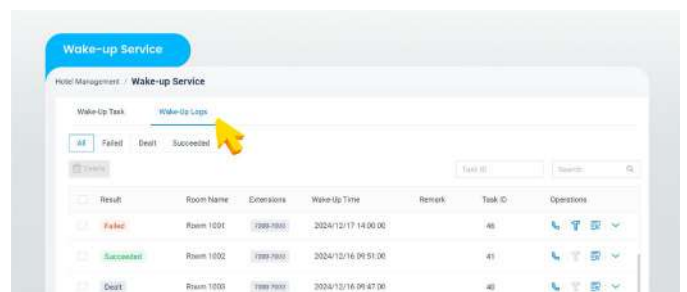 Wake-up Service
Hotel Management / Wake-up Service
Wake-Up Task Wake-Up Logs
All Failed Dealt Succeeded
Delete Task ID Search
Result Room Name Extensions Wake-Up Time Remark Task ID Operations
Failed Room 1001 2024/12/17 14:00:00 46
Succeeded Room 1002 2024/12/16 09:51:00 41
Dealt Room 1003 2024/12/16 09:47:00 40